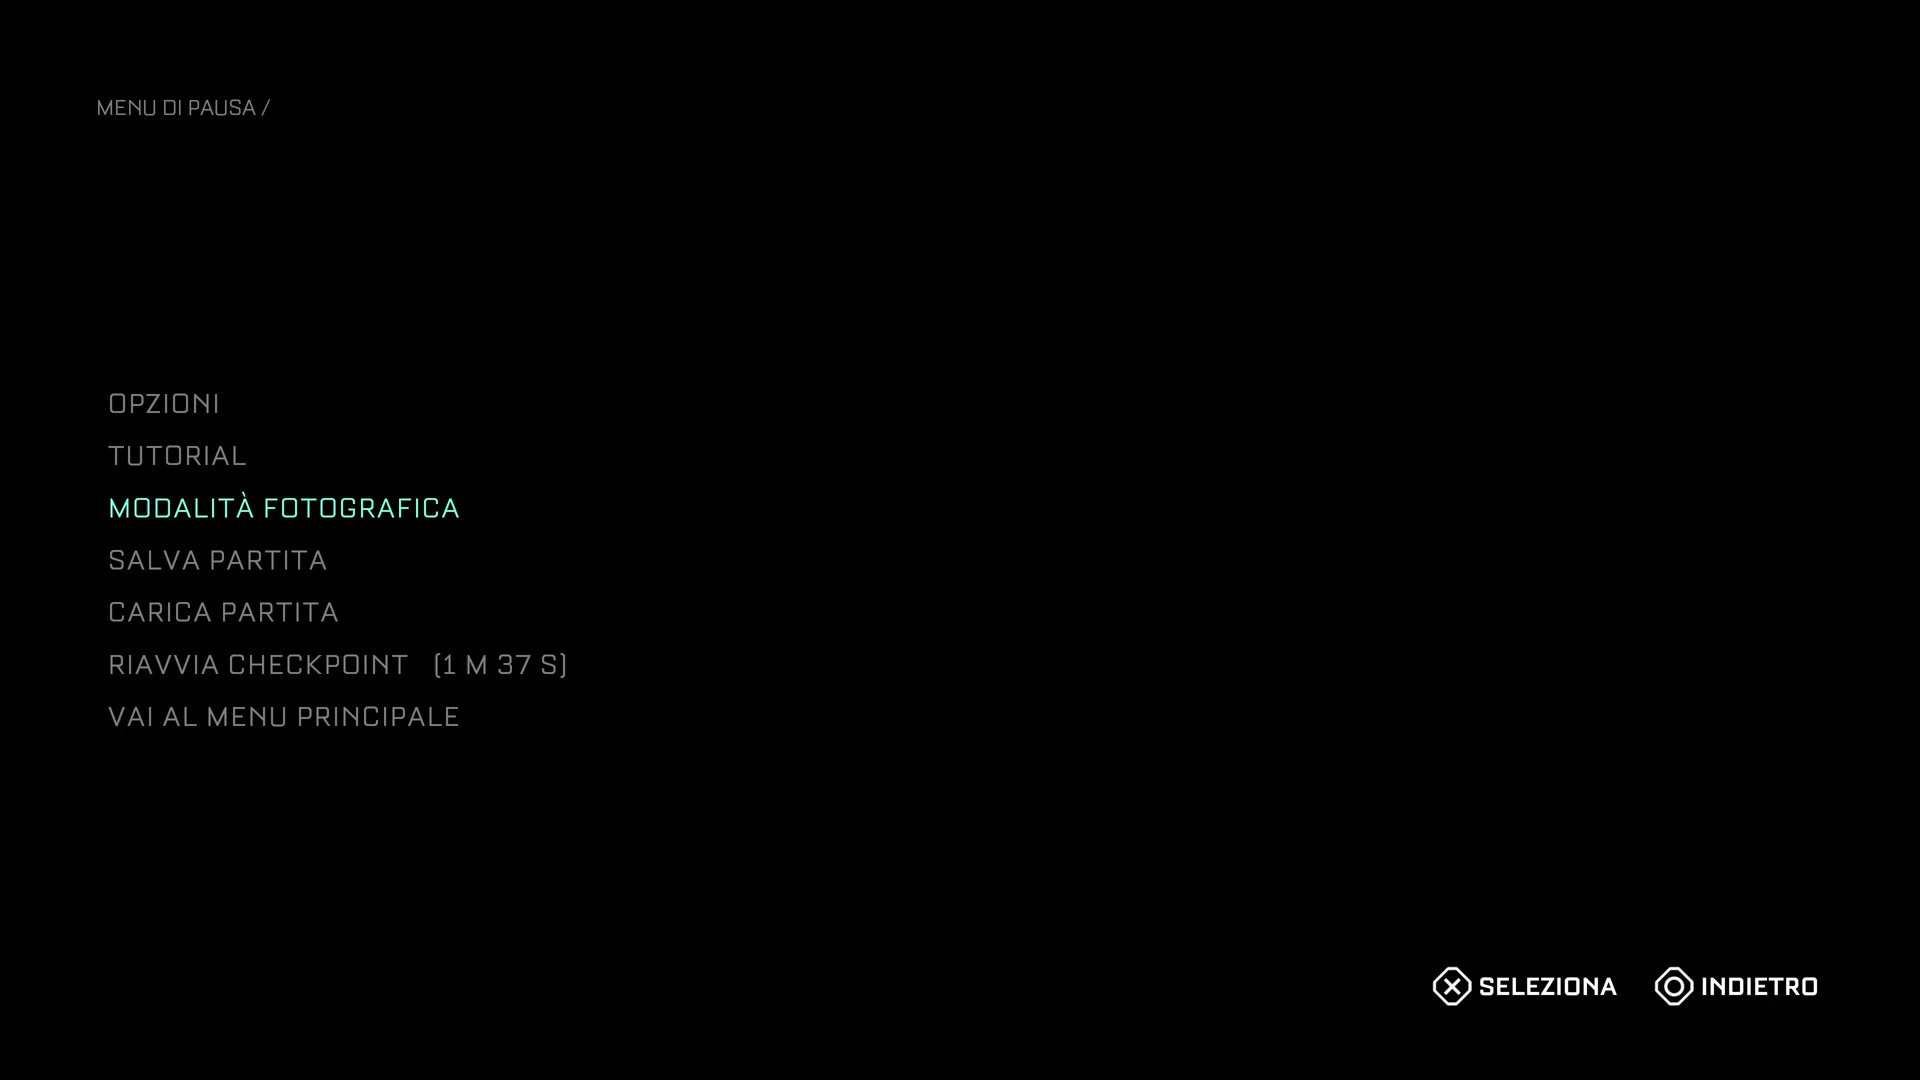 MENU DI PAUSA /
OPZIONI
TUTORIAL
MODALITÀ FOTOGRAFICA
SALVA PARTITA
CARICA PARTITA
RIAVVIA CHECKPOINT (1 M 37 S)
VAI AL MENU PRINCIPALE
SELEZIONA INDIETRO